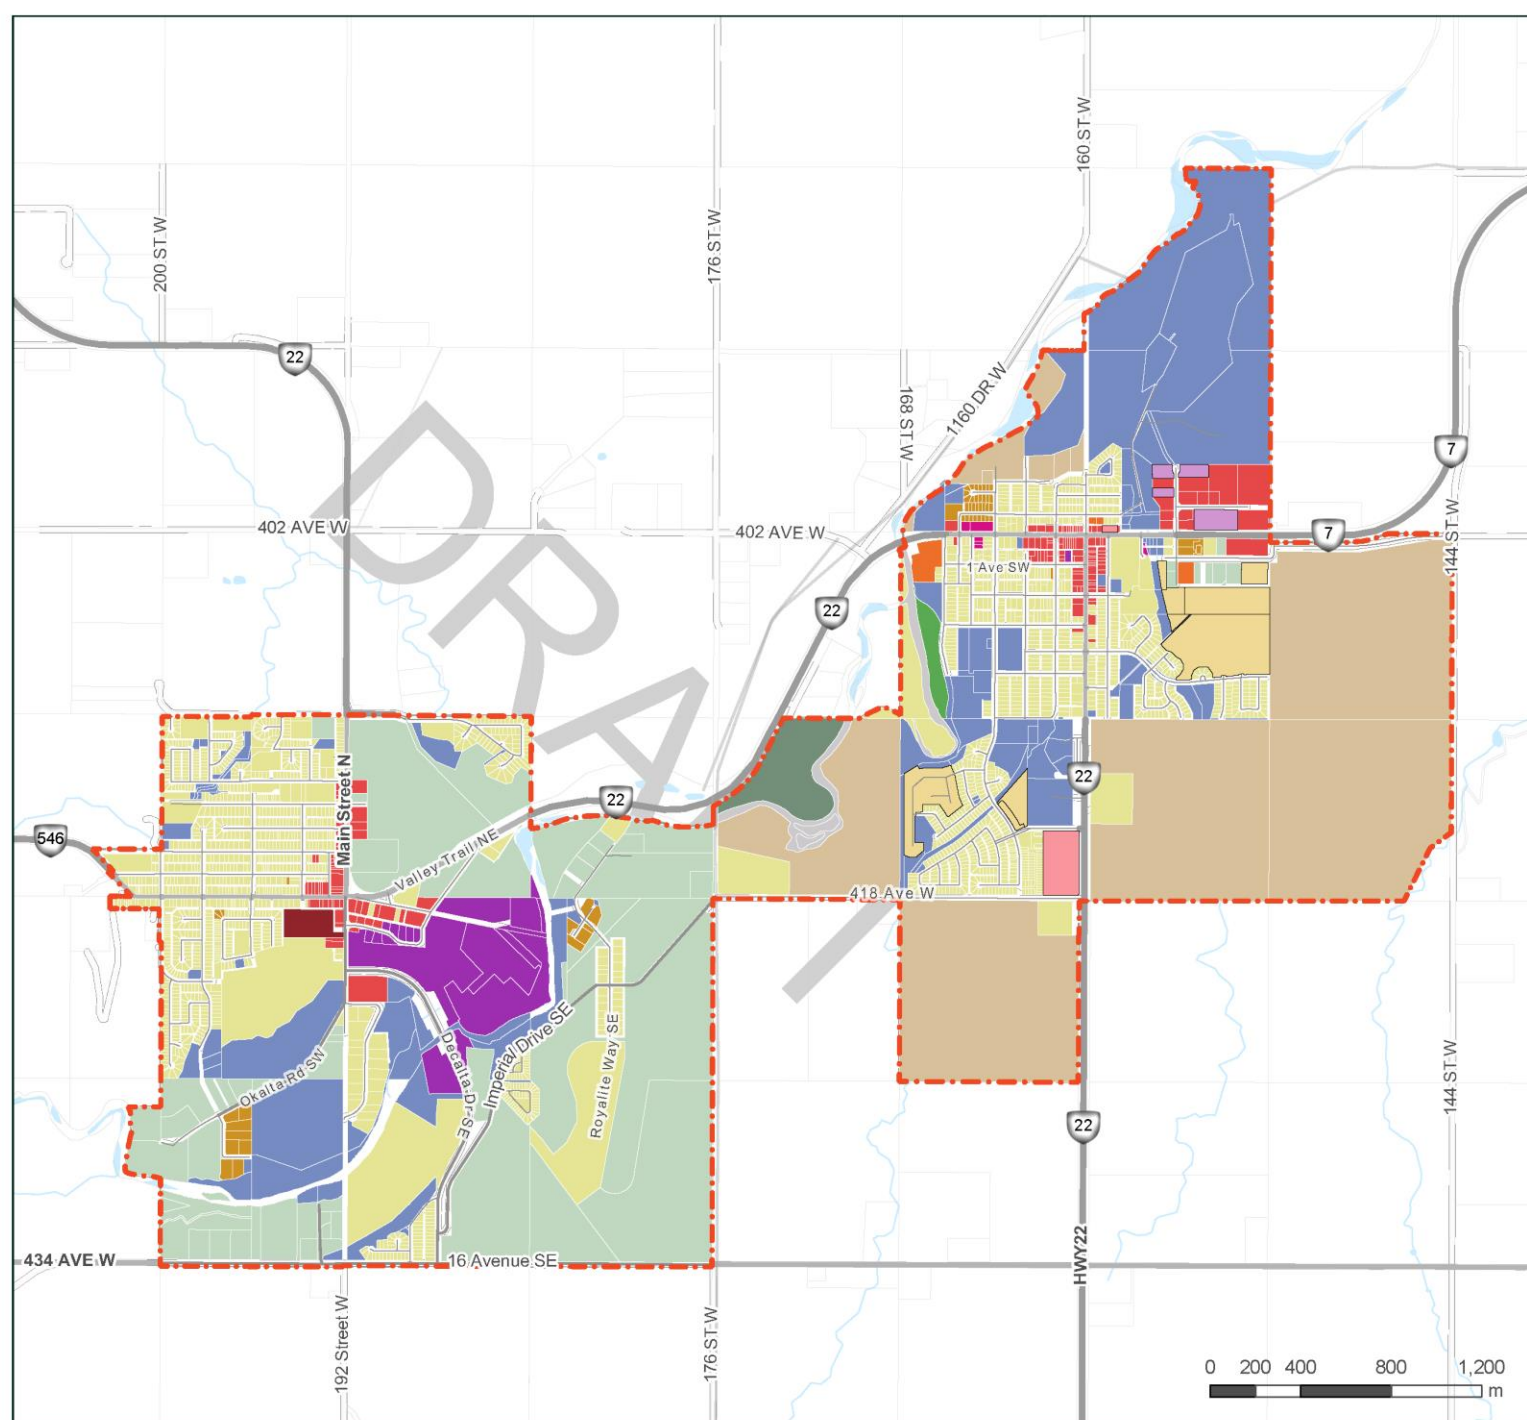 160 ST W
200 ST W
176 ST W
22
168 ST W
1160 DR W
7
DRAFT
402 AVE W
402 AVE W
7
144 ST W
1 Ave SW
22
Main Street N
22
22
546
Valley Trail NE
418 Ave W
Imperial Drive SE
Decalta Dr SE
Royalite Way SE
Okalta Rd SW
144 ST W
22
434 AVE W
16 Avenue SE
HWY22
192 Street W
176 ST W
0 200 400 800 1,200
m